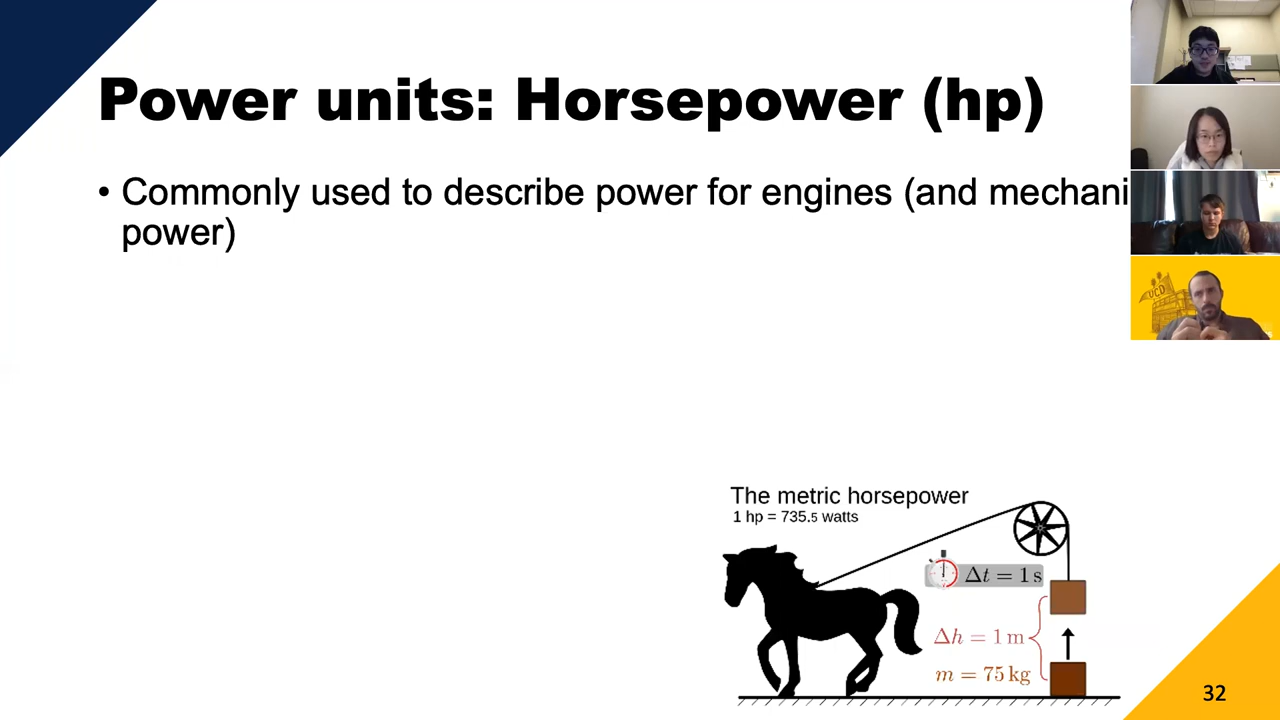 Power units: Horsepower (hp)
• Commonly used to describe power for engines (and mechani
power)
The metric horsepower
1 hp = 735.5 watts
Δt = 1 s
Δh = 1 m
m = 75 kg
UCD
32